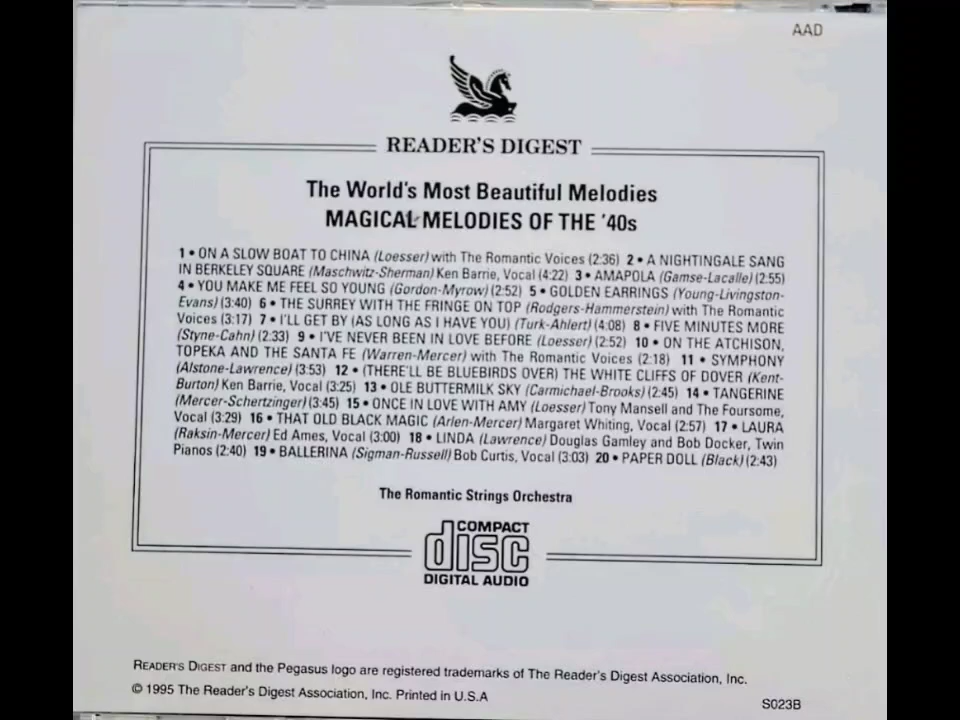 AAD
READER'S DIGEST
The World's Most Beautiful Melodies
MAGICAL MELODIES OF THE '40s
1 • ON A SLOW BOAT TO CHINA (Loesser) with The Romantic Voices (2:36) 2 • A NIGHTINGALE SANG
IN BERKELEY SQUARE (Maschwitz-Sherman) Ken Barrie, Vocal (4:22) 3 • AMAPOLA (Gamse-Lacalle) (2:55)
4 • YOU MAKE ME FEEL SO YOUNG (Gordon-Myrow) (2:52) 5 • GOLDEN EARRINGS (Young-Livingston-
Evans) (3:40) 6 • THE SURREY WITH THE FRINGE ON TOP (Rodgers-Hammerstein) with The Romantic
Voices (3:17) 7 • I'LL GET BY (AS LONG AS I HAVE YOU) (Turk-Ahlert) (4:08) 8 • FIVE MINUTES MORE
(Styne-Cahn) (2:33) 9 • I'VE NEVER BEEN IN LOVE BEFORE (Loesser) (2:52) 10 • ON THE ATCHISON,
TOPEKA AND THE SANTA FE (Warren-Mercer) with The Romantic Voices (2:18) 11 • SYMPHONY
(Alstone-Lawrence) (3:53) 12 • (THERE'LL BE BLUEBIRDS OVER) THE WHITE CLIFFS OF DOVER (Kent-
Burton) Ken Barrie, Vocal (3:25) 13 • OLE BUTTERMILK SKY (Carmichael-Brooks) (2:45) 14 • TANGERINE
(Mercer-Schertzinger) (3:45) 15 • ONCE IN LOVE WITH AMY (Loesser) Tony Mansell and The Foursome,
Vocal (3:29) 16 • THAT OLD BLACK MAGIC (Arlen-Mercer) Margaret Whiting, Vocal (2:57) 17 • LAURA
(Raksin-Mercer) Ed Ames, Vocal (3:00) 18 • LINDA (Lawrence) Douglas Gamley and Bob Docker, Twin
Pianos (2:40) 19 • BALLERINA (Sigman-Russell) Bob Curtis, Vocal (3:03) 20 • PAPER DOLL (Black) (2:43)
The Romantic Strings Orchestra
COMPACT
disc
DIGITAL AUDIO
READER'S DIGEST and the Pegasus logo are registered trademarks of The Reader's Digest Association, Inc.
© 1995 The Reader's Digest Association, Inc. Printed in U.S.A
S023B